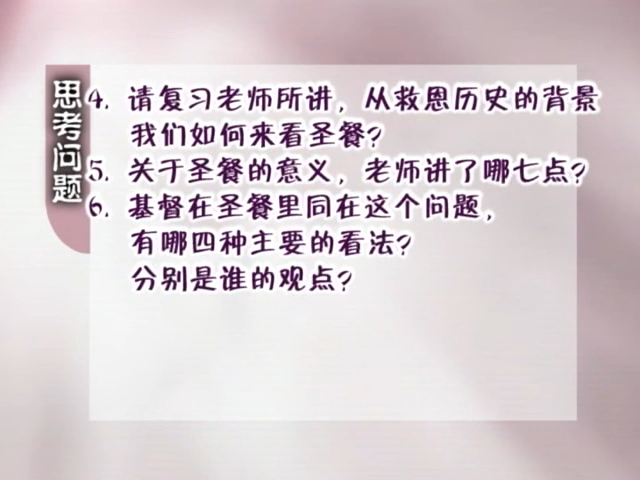 思考问题
4. 请复习老师所讲，从救恩历史的背景
我们如何来看圣餐？
5. 关于圣餐的意义，老师讲了哪七点？
6. 基督在圣餐里同在这个问题，
有哪四种主要的看法？
分别是谁的观点？